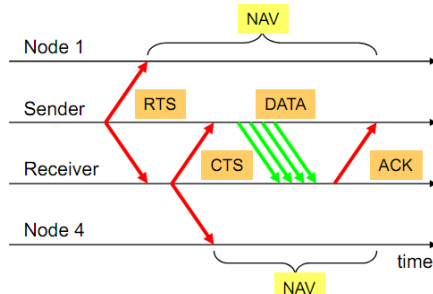 NAV
Node 1
RTS
DATA
Sender
CTS
ACK
Receiver
Node 4
time
NAV